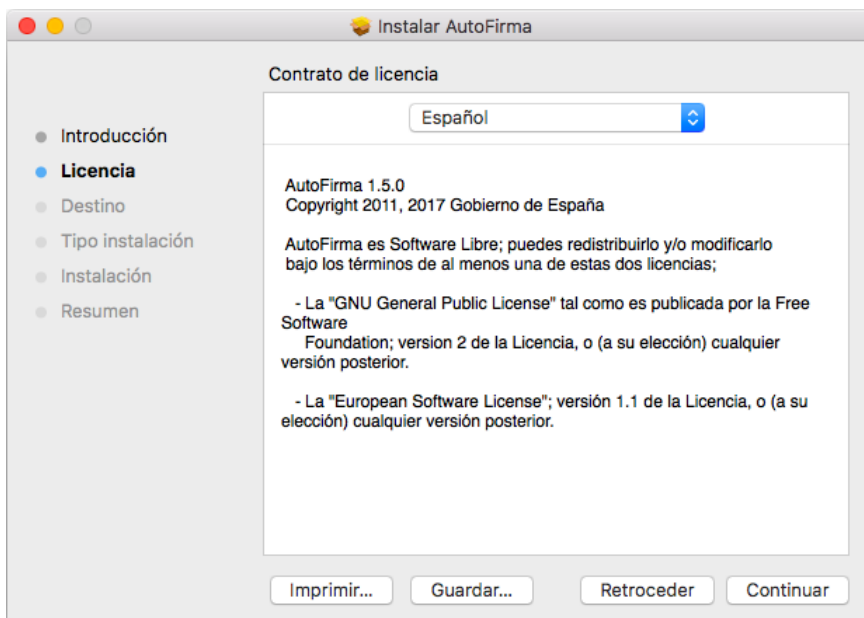 Instalar AutoFirma
Contrato de licencia
Español
Introducción
Licencia
Destino
Tipo instalación
Instalación
Resumen
AutoFirma 1.5.0
Copyright 2011, 2017 Gobierno de España
AutoFirma es Software Libre; puedes redistribuirlo y/o modificarlo
bajo los términos de al menos una de estas dos licencias;
- La "GNU General Public License" tal como es publicada por la Free
Software
Foundation; version 2 de la Licencia, o (a su elección) cualquier
versión posterior.
- La "European Software License"; versión 1.1 de la Licencia, o (a su
elección) cualquier versión posterior.
Imprimir...
Guardar...
Retroceder
Continuar